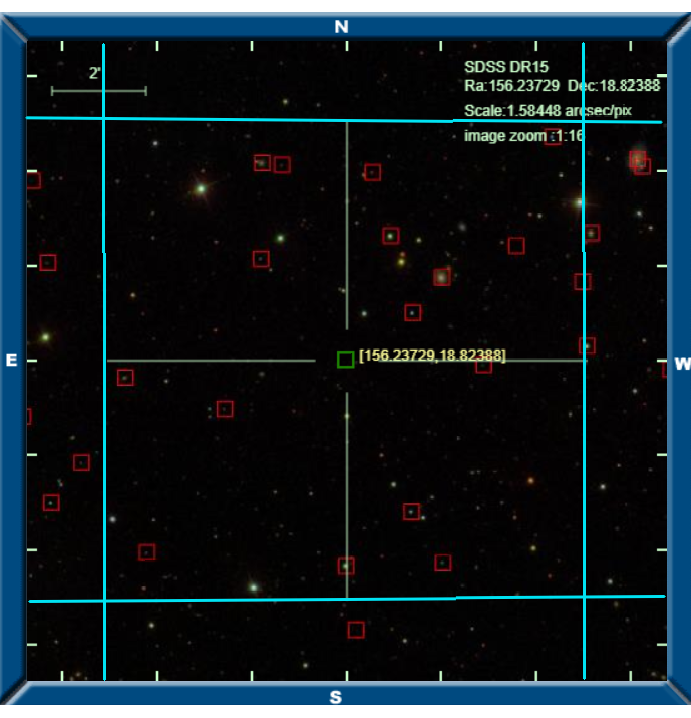 N
2'
SDSS DR15
Ra:156.23729 Dec:18.82388
Scale:1.58448 arcsec/pix
image zoom :1:16
E
[156.23729,18.82388]
W
S